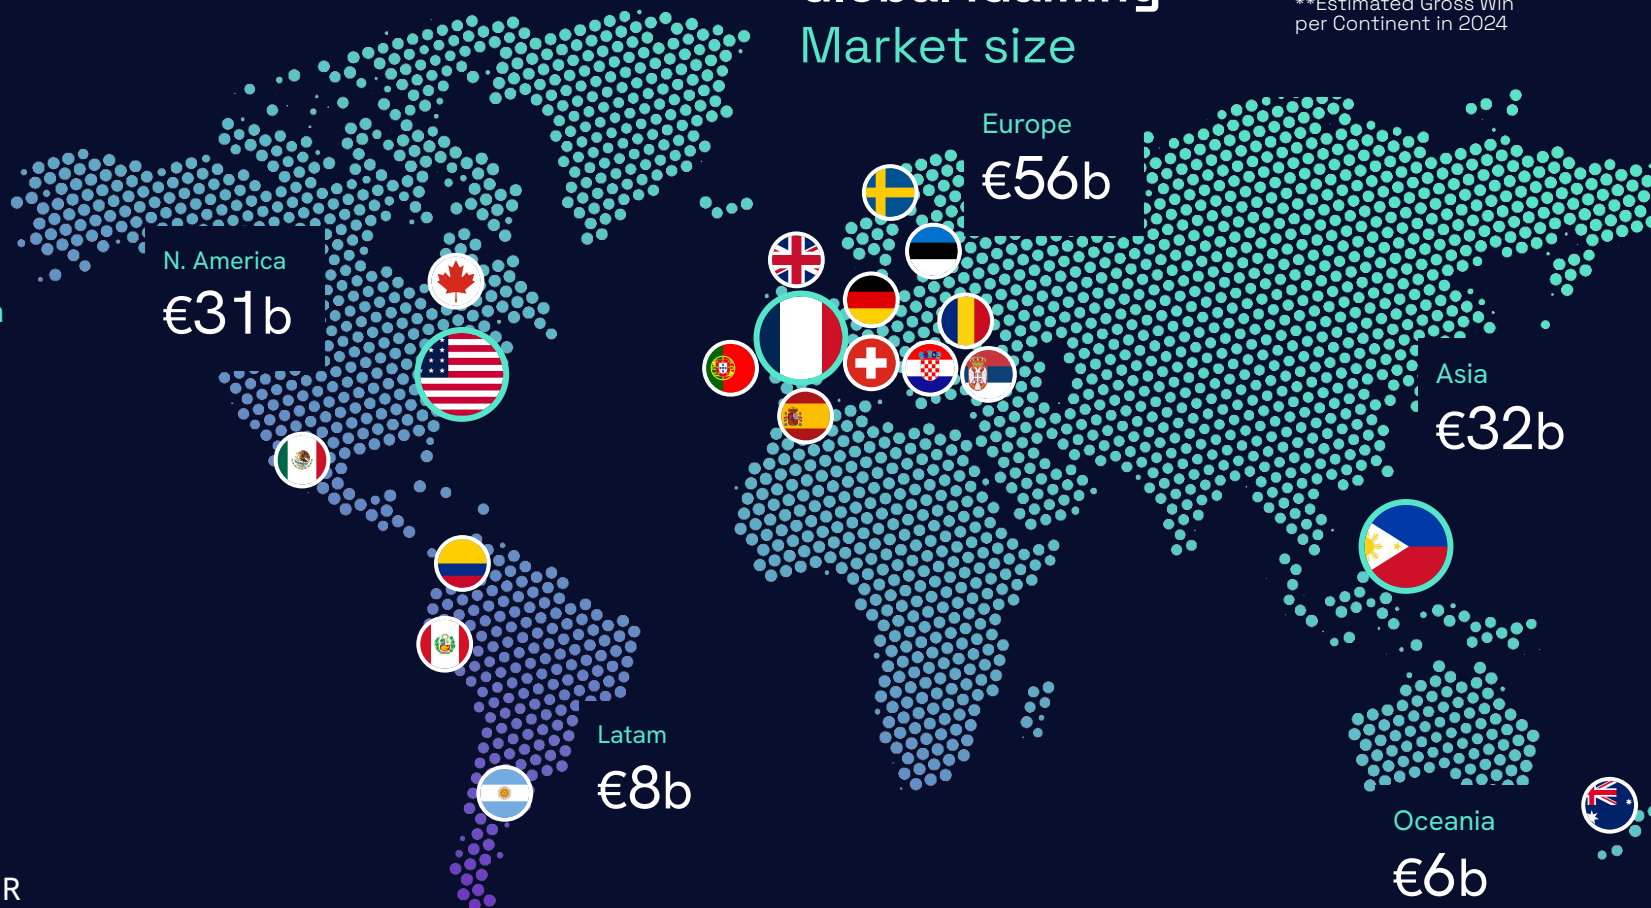 Market size
**Estimated Gross Win
per Continent in 2024
Europe
€56b
N. America
€31b
Asia
€32b
Latam
€8b
Oceania
€6b
R